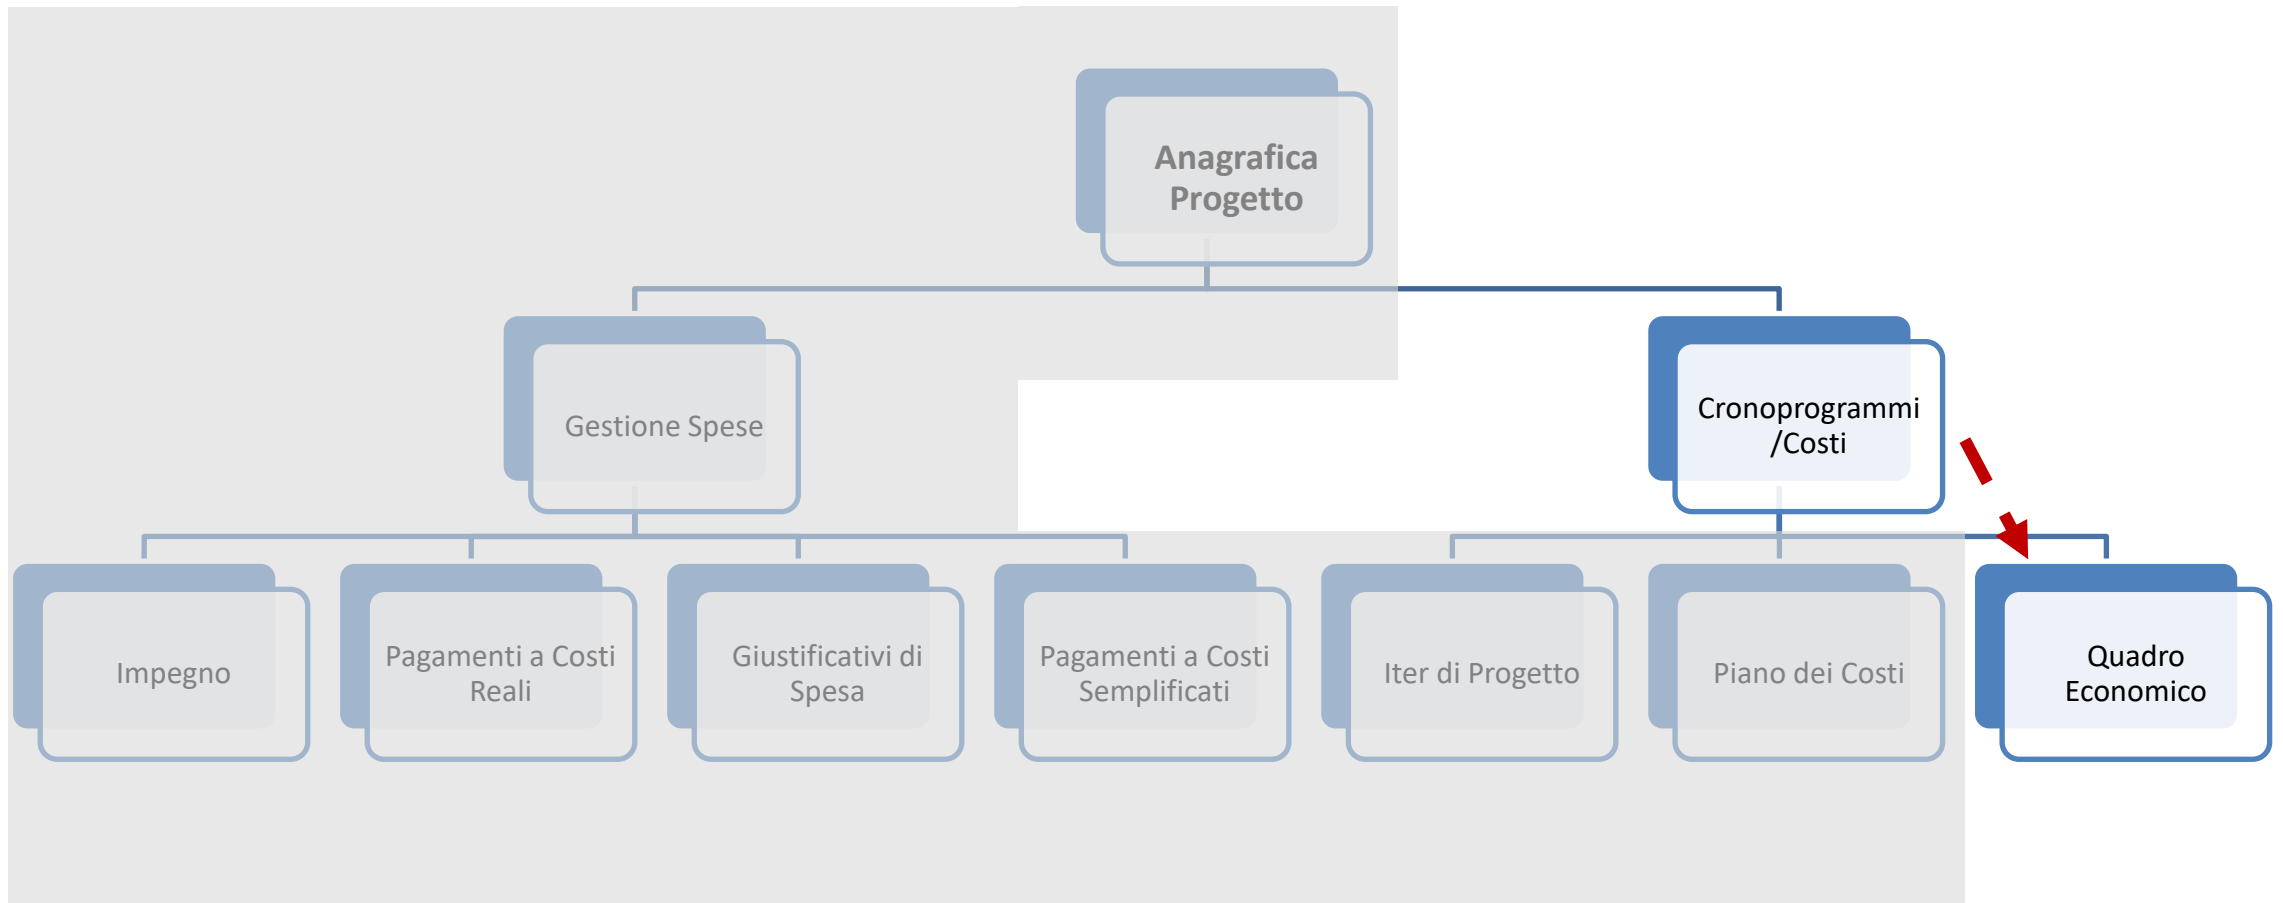 Anagrafica
Progetto
Gestione Spese
Cronoprogrammi
/Costi
Impegno
Pagamenti a Costi
Reali
Giustificativi di
Spesa
Pagamenti a Costi
Semplificati
Iter di Progetto
Piano dei Costi
Quadro
Economico